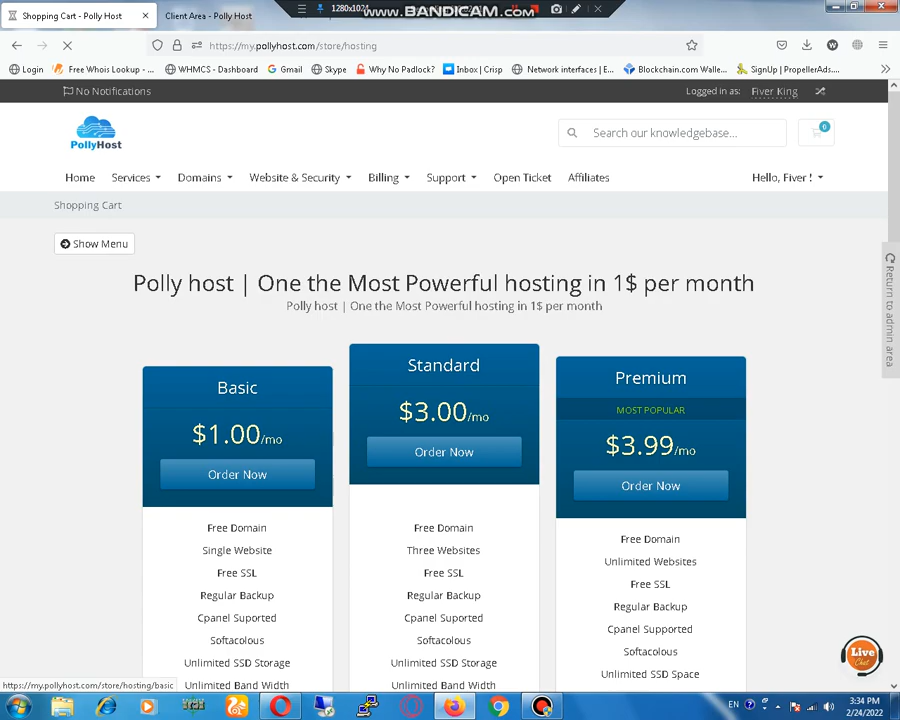 Shopping Cart - Polly Host
Client Area - Polly Host
1280x1024
www.BANDICAM.com
https://my.pollyhost.com/store/hosting
Login
Free Whois Lookup - ...
WHMCS - Dashboard
Gmail
Skype
Why No Padlock?
Inbox | Crisp
Network interfaces | E...
Blockchain.com Walle...
SignUp | PropellerAds....
No Notifications
Logged in as: Fiver King
PollyHost
Search our knowledgebase...
0
Home
Services
Domains
Website & Security
Billing
Support
Open Ticket
Affiliates
Hello, Fiver !
Shopping Cart
Show Menu
Return to admin area
Polly host | One the Most Powerful hosting in 1$ per month
Polly host | One the Most Powerful hosting in 1$ per month
Basic
$1.00/mo
Order Now
Free Domain
Single Website
Free SSL
Regular Backup
Cpanel Suported
Softacolous
Unlimited SSD Storage
Unlimited Band Width
Standard
$3.00/mo
Order Now
Free Domain
Three Websites
Free SSL
Regular Backup
Cpanel Suported
Softacolous
Unlimited SSD Storage
Unlimited Band Width
Premium
MOST POPULAR
$3.99/mo
Order Now
Free Domain
Unlimited Websites
Free SSL
Regular Backup
Cpanel Supported
Softacolous
Unlimited SSD Space
Live
Chat
https://my.pollyhost.com/store/hosting/basic
EN
3:34 PM
2/24/2022